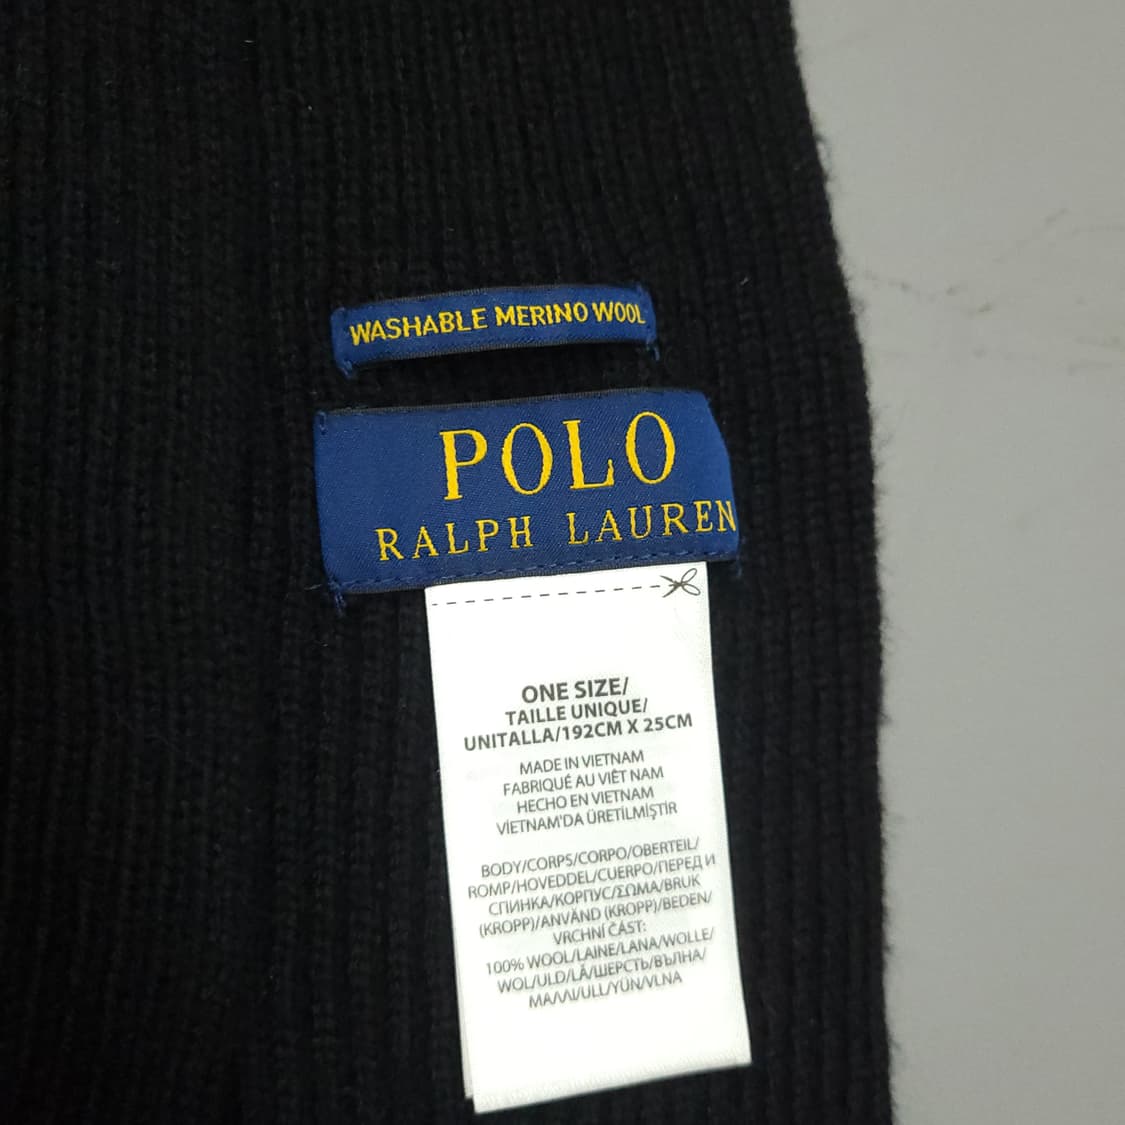 WASHABLE MERINO WOOL
POLO
RALPH LAUREN
ONE SIZE/
TAILLE UNIQUE/
UNITALLA/192CM X 25CM
MADE IN VIETNAM
FABRIQUÉ AU VIÊT NAM
HECHO EN VIETNAM
VİETNAM'DA ÜRETİLMİŞTİR
BODY/CORPS/CORPO/OBERTEIL/
ROMP/HOVEDDEL/CUERPO/ПЕРЕД И
СПИНКА/КОРПУС/ΣΩΜΑ/BRUK
(KROPP)/ANVÄND (KROPP)/BEDEN/
VRCHNÍ ČÁST:
100% WOOL/LAINE/LANA/WOLLE/
WOL/ULD/LÃ/ШЕРСТЬ/ВЪЛНА/
ΜΑΛΛΙ/ULL/YÜN/VLNA